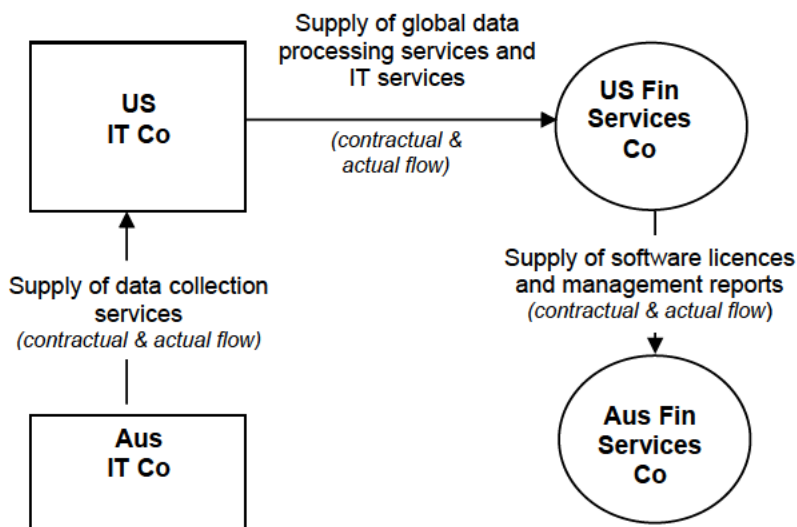 Supply of global data
processing services and
IT services
US
IT Co
(contractual &
actual flow)
US Fin
Services
Co
Supply of data collection
services
(contractual & actual flow)
Supply of software licences
and management reports
(contractual & actual flow)
Aus
IT Co
Aus Fin
Services
Co